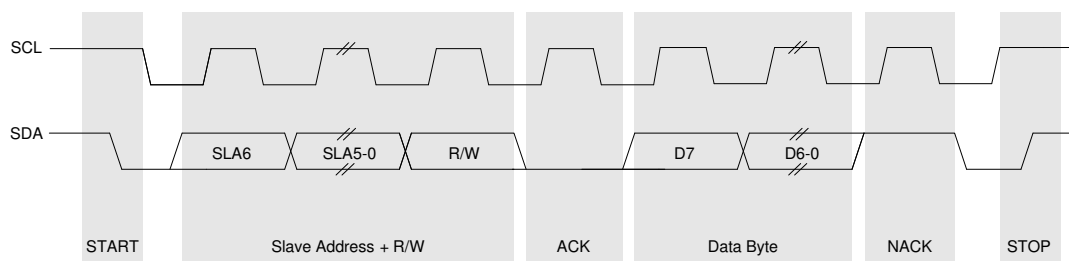 SCL
SDA
SLA6 SLA5-0 R/W D7 D6-0
START Slave Address + R/W ACK Data Byte NACK STOP